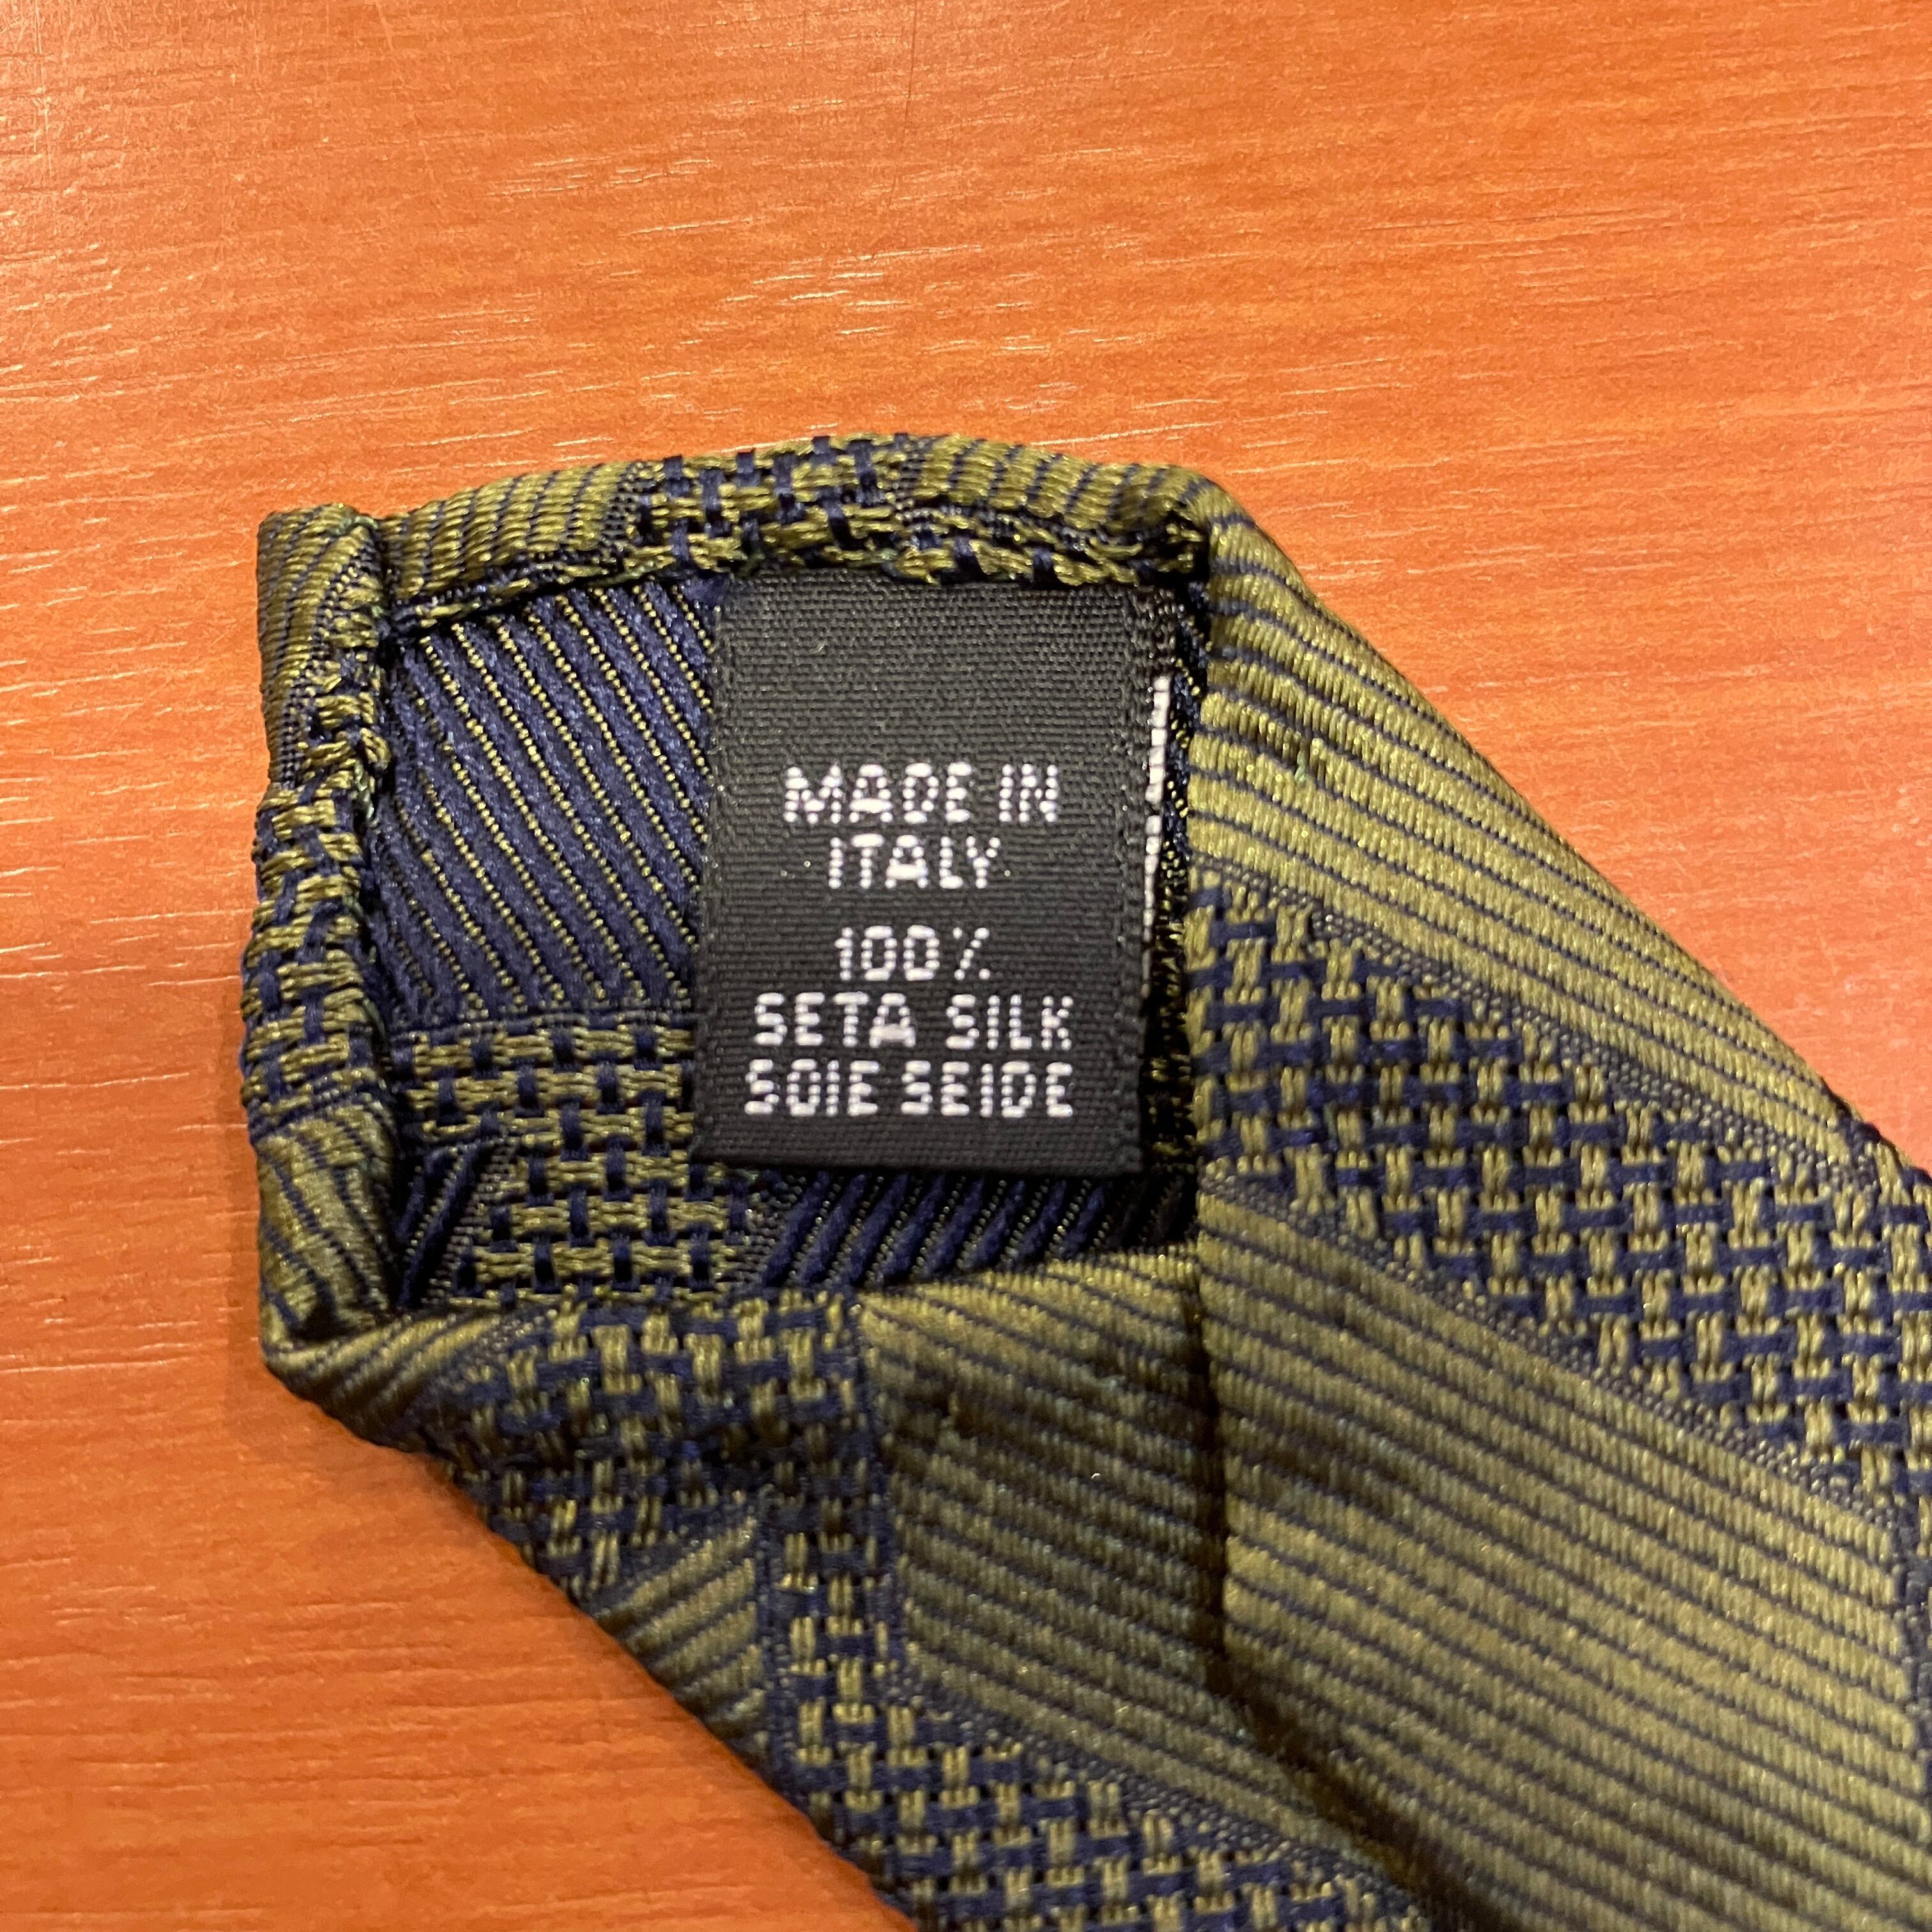 MADE IN
ITALY
100%
SETA SILK
SOIE SEIDE